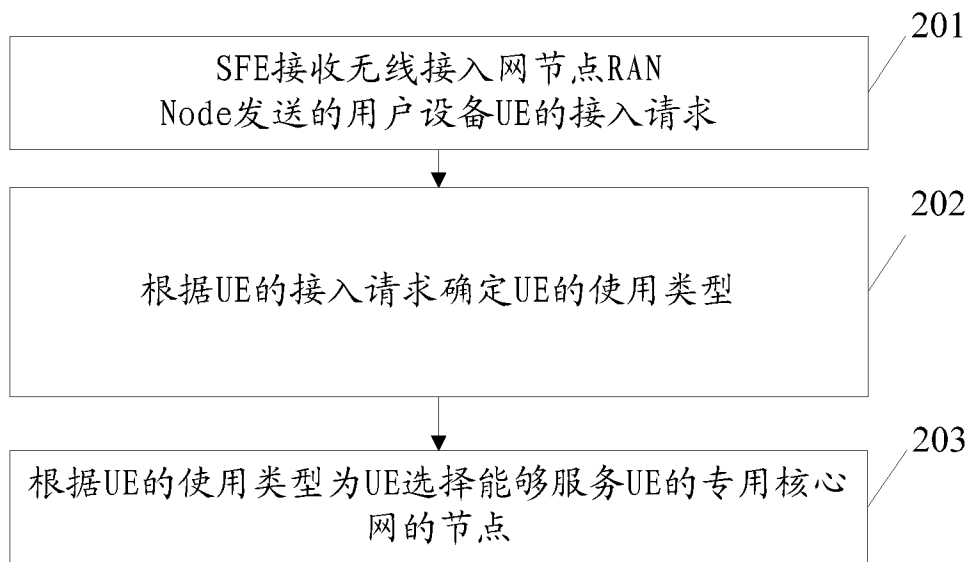 201
SFE接收无线接入网节点RAN
Node发送的用户设备UE的接入请求
202
根据UE的接入请求确定UE的使用类型
203
根据UE的使用类型为UE选择能够服务UE的专用核心
网的节点